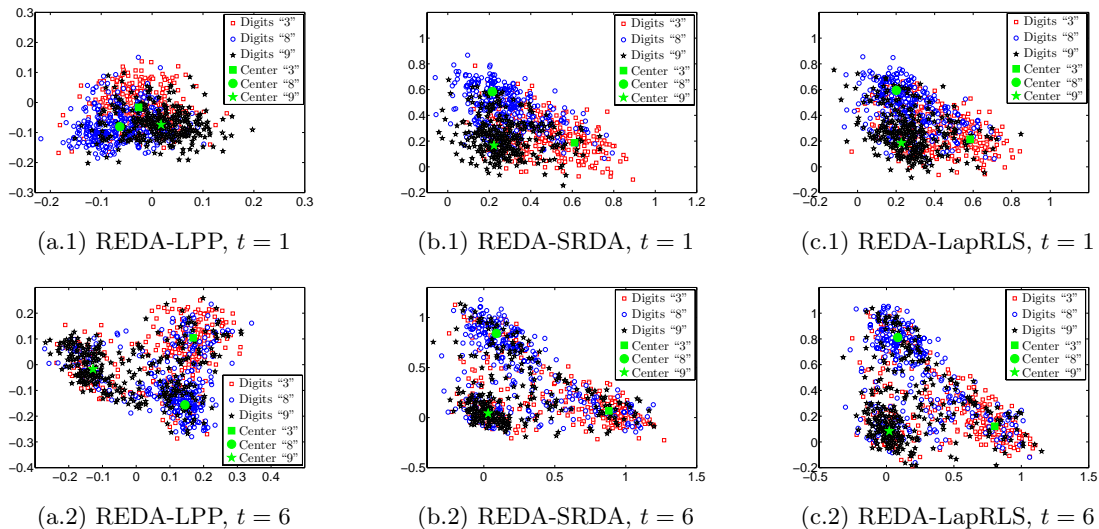 Digits “3”
Digits “8”
Digits “9”
Center “3”
Center “8”
Center “9”
0.3
0.2
0.1
0
−0.1
−0.2
−0.3
−0.2 −0.1 0 0.1 0.2 0.3
(a.1) REDA-LPP, t = 1
Digits “3”
Digits “8”
Digits “9”
Center “3”
Center “8”
Center “9”
1
0.8
0.6
0.4
0.2
0
−0.2
0 0.2 0.4 0.6 0.8 1 1.2
(b.1) REDA-SRDA, t = 1
Digits “3”
Digits “8”
Digits “9”
Center “3”
Center “8”
Center “9”
1
0.8
0.6
0.4
0.2
0
−0.2
−0.2 0 0.2 0.4 0.6 0.8 1
(c.1) REDA-LapRLS, t = 1
0.2
0.1
0
−0.1
−0.2
−0.3
−0.4
Digits “3”
Digits “8”
Digits “9”
Center “3”
Center “8”
Center “9”
−0.2 −0.1 0 0.1 0.2 0.3 0.4
(a.2) REDA-LPP, t = 6
Digits “3”
Digits “8”
Digits “9”
Center “3”
Center “8”
Center “9”
1
0.5
0
−0.5
0 0.5 1 1.5
(b.2) REDA-SRDA, t = 6
Digits “3”
Digits “8”
Digits “9”
Center “3”
Center “8”
Center “9”
1
0.8
0.6
0.4
0.2
0
−0.2
−0.5 0 0.5 1 1.5
(c.2) REDA-LapRLS, t = 6